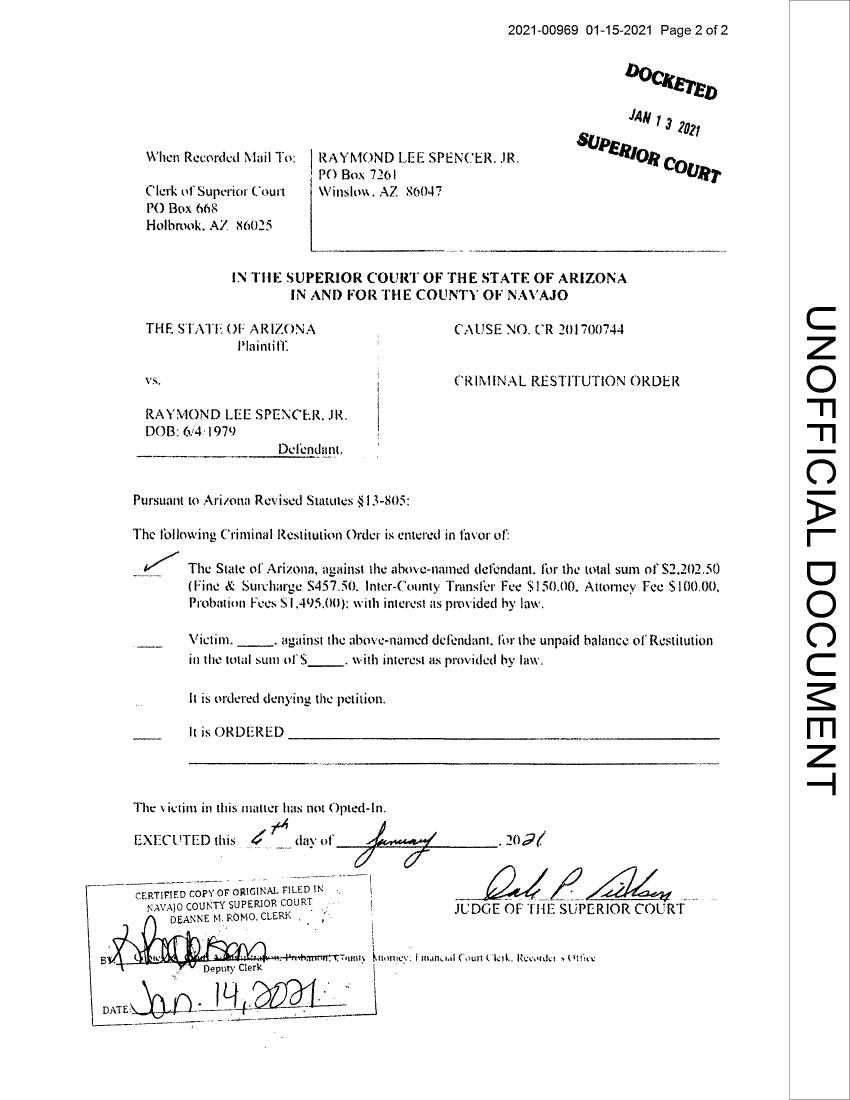 2021-00969 01-15-2021 Page 2 of 2
DOCKETED
JAN 13 2021
SUPERIOR COURT
When Recorded Mail To:
Clerk of Superior Court
PO Box 668
Holbrook, AZ 86025
RAYMOND LEE SPENCER, JR.
PO Box 7261
Winslow, AZ 86047
IN THE SUPERIOR COURT OF THE STATE OF ARIZONA
IN AND FOR THE COUNTY OF NAVAJO
THE STATE OF ARIZONA
Plaintiff,
vs.
RAYMOND LEE SPENCER, JR.
DOB: 6/4/1979
Defendant.
CAUSE NO. CR 201700744
CRIMINAL RESTITUTION ORDER
Pursuant to Arizona Revised Statutes §13-805:
The following Criminal Restitution Order is entered in favor of:
The State of Arizona, against the above-named defendant, for the total sum of $2,202.50
(Fine & Surcharge $457.50, Inter-County Transfer Fee $150.00, Attorney Fee $100.00,
Probation Fees $1,495.00); with interest as provided by law.
Victim, _____, against the above-named defendant, for the unpaid balance of Restitution
in the total sum of $_____, with interest as provided by law.
It is ordered denying the petition.
It is ORDERED
The victim in this matter has not Opted-In.
EXECUTED this 6th day of January, 2021
JUDGE OF THE SUPERIOR COURT
CERTIFIED COPY OF ORIGINAL FILED IN
NAVAJO COUNTY SUPERIOR COURT
DEANNE M. ROMO, CLERK
BY
Probation, County Attorney, Financial Court Clerk, Recorder's Office
Deputy Clerk
DATE: Jan. 14, 2021
UNOFFICIAL DOCUMENT